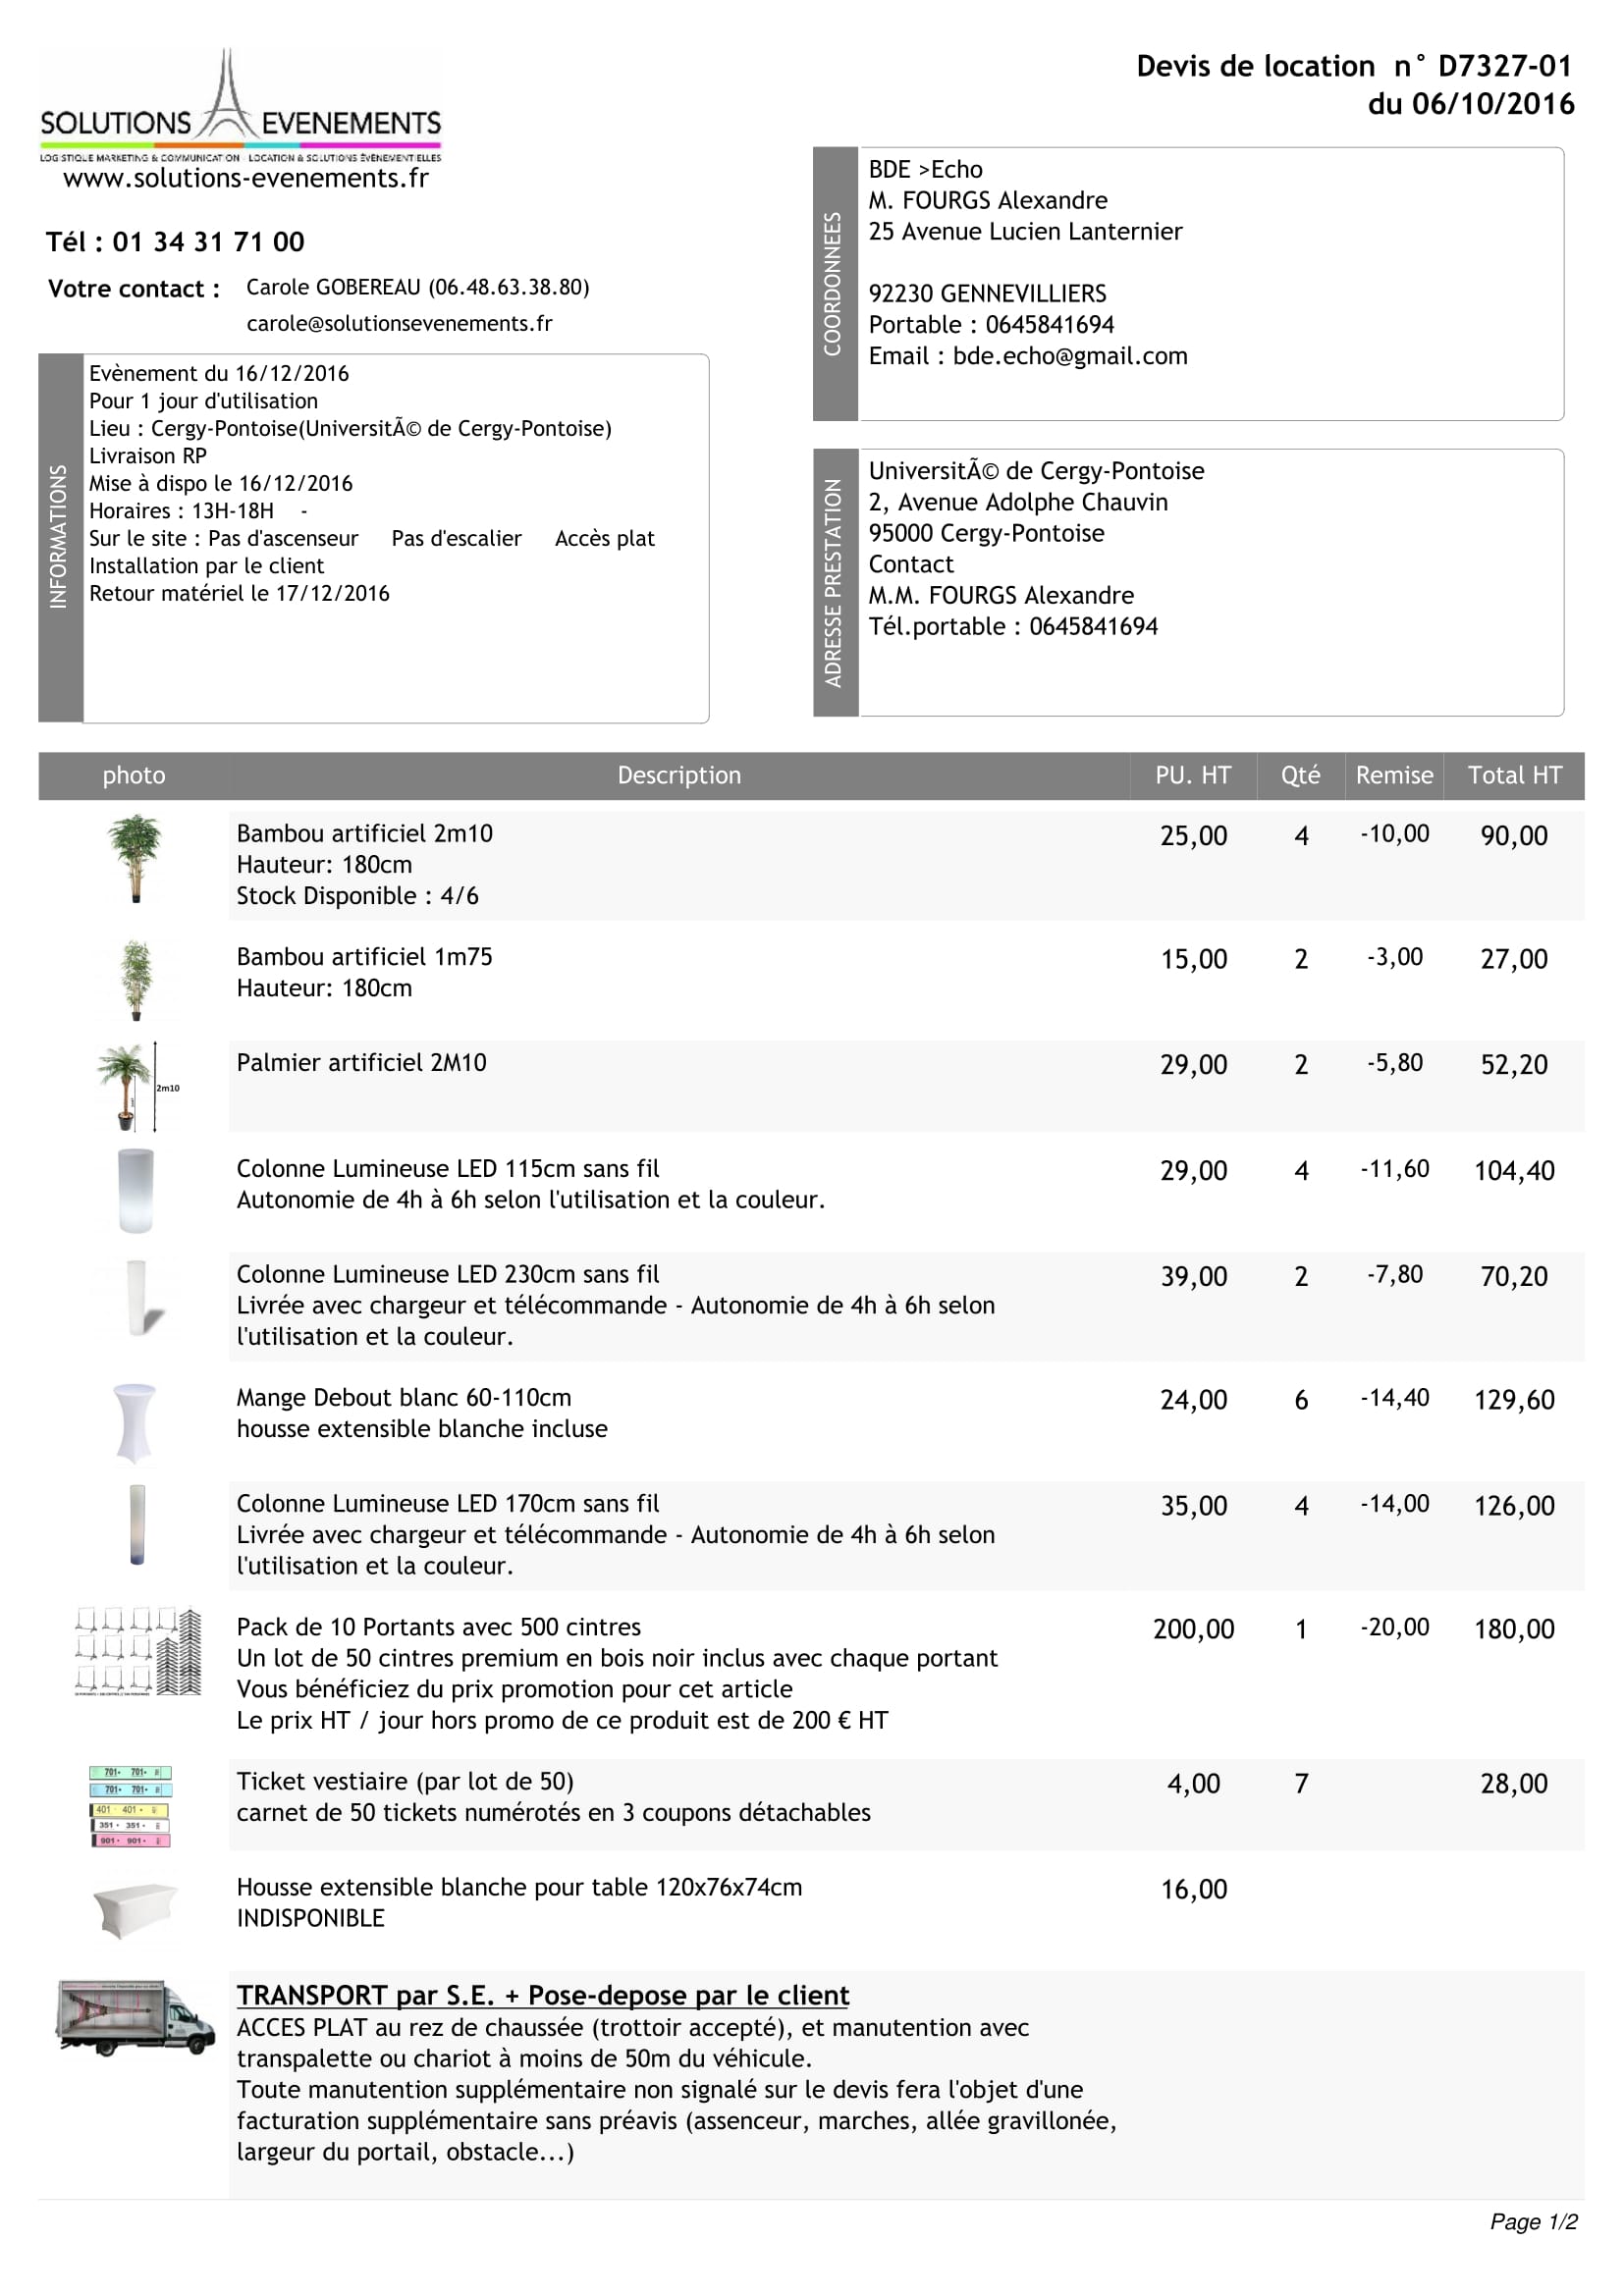 Devis de location n° D7327-01
du 06/10/2016
SOLUTIONS EVENEMENTS
LOGISTIQUE MARKETING & COMMUNICATION - LOCATION & SOLUTIONS ÉVÈNEMENTIELLES
www.solutions-evenements.fr
Tél : 01 34 31 71 00
Votre contact : Carole GOBEREAU (06.48.63.38.80)
carole@solutionsevenements.fr
COORDONNEES
BDE >Echo
M. FOURGS Alexandre
25 Avenue Lucien Lanternier
92230 GENNEVILLIERS
Portable : 0645841694
Email : bde.echo@gmail.com
INFORMATIONS
Evènement du 16/12/2016
Pour 1 jour d'utilisation
Lieu : Cergy-Pontoise(UniversitÃ© de Cergy-Pontoise)
Livraison RP
Mise à dispo le 16/12/2016
Horaires : 13H-18H -
Sur le site : Pas d'ascenseur Pas d'escalier Accès plat
Installation par le client
Retour matériel le 17/12/2016
ADRESSE PRESTATION
UniversitÃ© de Cergy-Pontoise
2, Avenue Adolphe Chauvin
95000 Cergy-Pontoise
Contact
M.M. FOURGS Alexandre
Tél.portable : 0645841694
photo Description PU. HT Qté Remise Total HT
Bambou artificiel 2m10 25,00 4 -10,00 90,00
Hauteur: 180cm
Stock Disponible : 4/6
Bambou artificiel 1m75 15,00 2 -3,00 27,00
Hauteur: 180cm
2m10
Palmier artificiel 2M10 29,00 2 -5,80 52,20
Colonne Lumineuse LED 115cm sans fil 29,00 4 -11,60 104,40
Autonomie de 4h à 6h selon l'utilisation et la couleur.
Colonne Lumineuse LED 230cm sans fil 39,00 2 -7,80 70,20
Livrée avec chargeur et télécommande - Autonomie de 4h à 6h selon
l'utilisation et la couleur.
Mange Debout blanc 60-110cm 24,00 6 -14,40 129,60
housse extensible blanche incluse
Colonne Lumineuse LED 170cm sans fil 35,00 4 -14,00 126,00
Livrée avec chargeur et télécommande - Autonomie de 4h à 6h selon
l'utilisation et la couleur.
Pack de 10 Portants avec 500 cintres 200,00 1 -20,00 180,00
Un lot de 50 cintres premium en bois noir inclus avec chaque portant
Vous bénéficiez du prix promotion pour cet article
Le prix HT / jour hors promo de ce produit est de 200 € HT
701• 701•
701• 701•
401 401 •
351 • 351 •
901• 901•
Ticket vestiaire (par lot de 50) 4,00 7 28,00
carnet de 50 tickets numérotés en 3 coupons détachables
Housse extensible blanche pour table 120x76x74cm 16,00
INDISPONIBLE
TRANSPORT par S.E. + Pose-depose par le client
ACCES PLAT au rez de chaussée (trottoir accepté), et manutention avec
transpalette ou chariot à moins de 50m du véhicule.
Toute manutention supplémentaire non signalé sur le devis fera l'objet d'une
facturation supplémentaire sans préavis (assenceur, marches, allée gravillonée,
largeur du portail, obstacle...)
Page 1/2